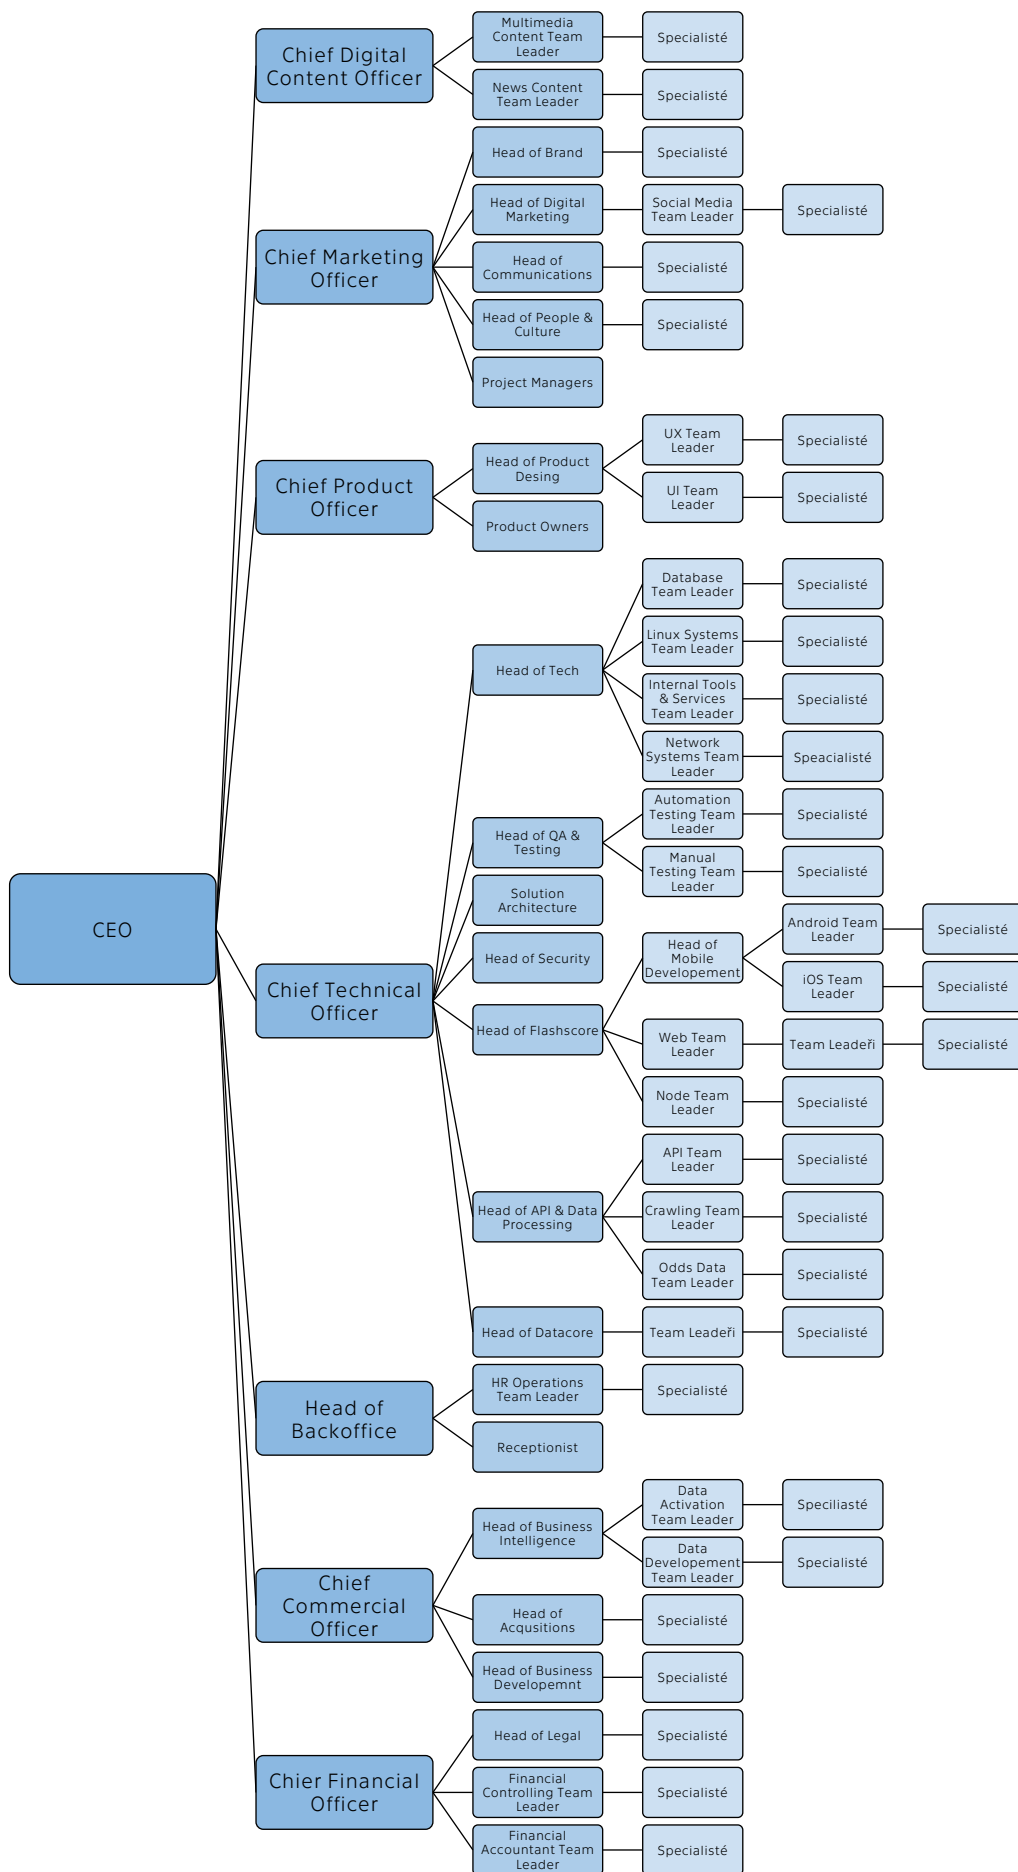 CEO
Chief Digital
Content Officer
Multimedia
Content Team
Leader
Specialisté
News Content
Team Leader
Specialisté
Chief Marketing
Officer
Head of Brand
Specialisté
Head of Digital
Marketing
Social Media
Team Leader
Specialisté
Head of
Communications
Specialisté
Head of People &
Culture
Specialisté
Project Managers
Chief Product
Officer
Head of Product
Desing
UX Team
Leader
Specialisté
UI Team
Leader
Specialisté
Product Owners
Chief Technical
Officer
Head of Tech
Database
Team Leader
Specialisté
Linux Systems
Team Leader
Specialisté
Internal Tools
& Services
Team Leader
Specialisté
Network
Systems Team
Leader
Speacialisté
Head of QA &
Testing
Automation
Testing Team
Leader
Specialisté
Manual
Testing Team
Leader
Specialisté
Solution
Architecture
Head of Security
Head of Flashscore
Head of
Mobile
Developement
Android Team
Leader
Specialisté
iOS Team
Leader
Specialisté
Web Team
Leader
Team Leadeři
Specialisté
Node Team
Leader
Specialisté
Head of API & Data
Processing
API Team
Leader
Specialisté
Crawling Team
Leader
Specialisté
Odds Data
Team Leader
Specialisté
Head of Datacore
Team Leadeři
Specialisté
Head of
Backoffice
HR Operations
Team Leader
Specialisté
Receptionist
Chief
Commercial
Officer
Head of Business
Intelligence
Data
Activation
Team Leader
Speciliasté
Data
Developement
Team Leader
Specialisté
Head of
Acqusitions
Specialisté
Head of Business
Developemnt
Specialisté
Chier Financial
Officer
Head of Legal
Specialisté
Financial
Controlling Team
Leader
Specialisté
Financial
Accountant Team
Leader
Specialisté